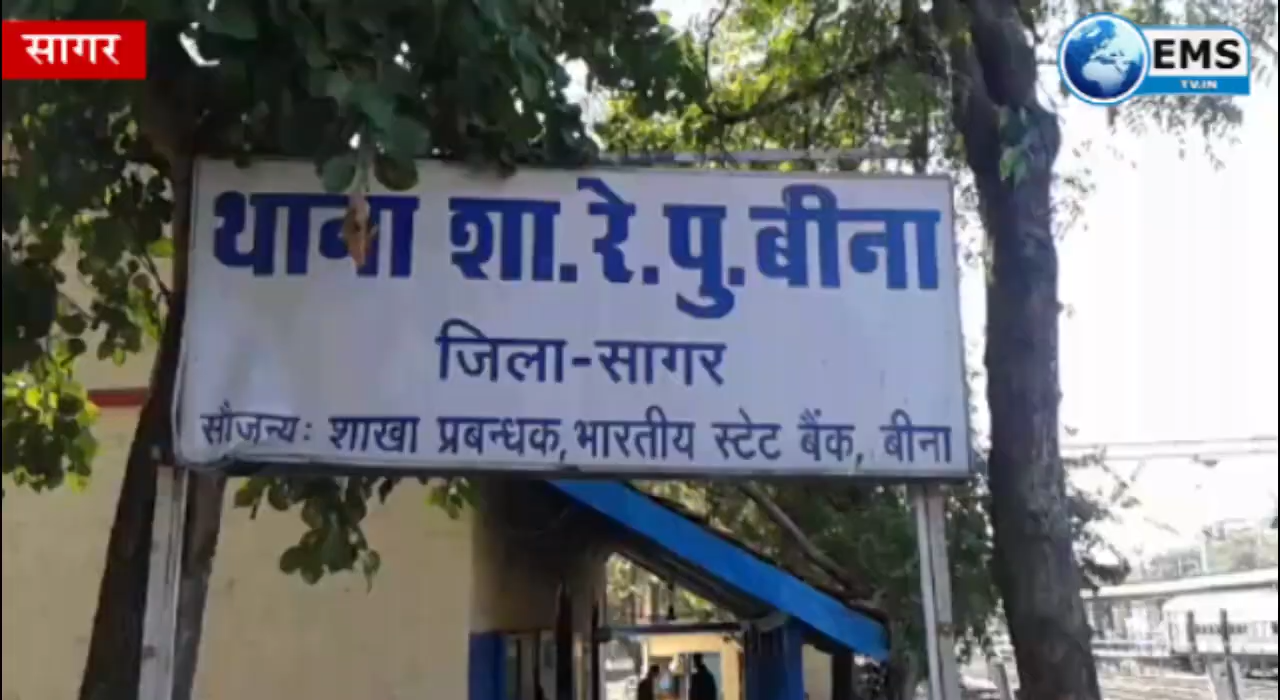 सागर
EMS
TV.IN
थाना शा.रे.पु.बीना
जिला-सागर
सौजन्य: शाखा प्रबन्धक, भारतीय स्टेट बैंक, बीना